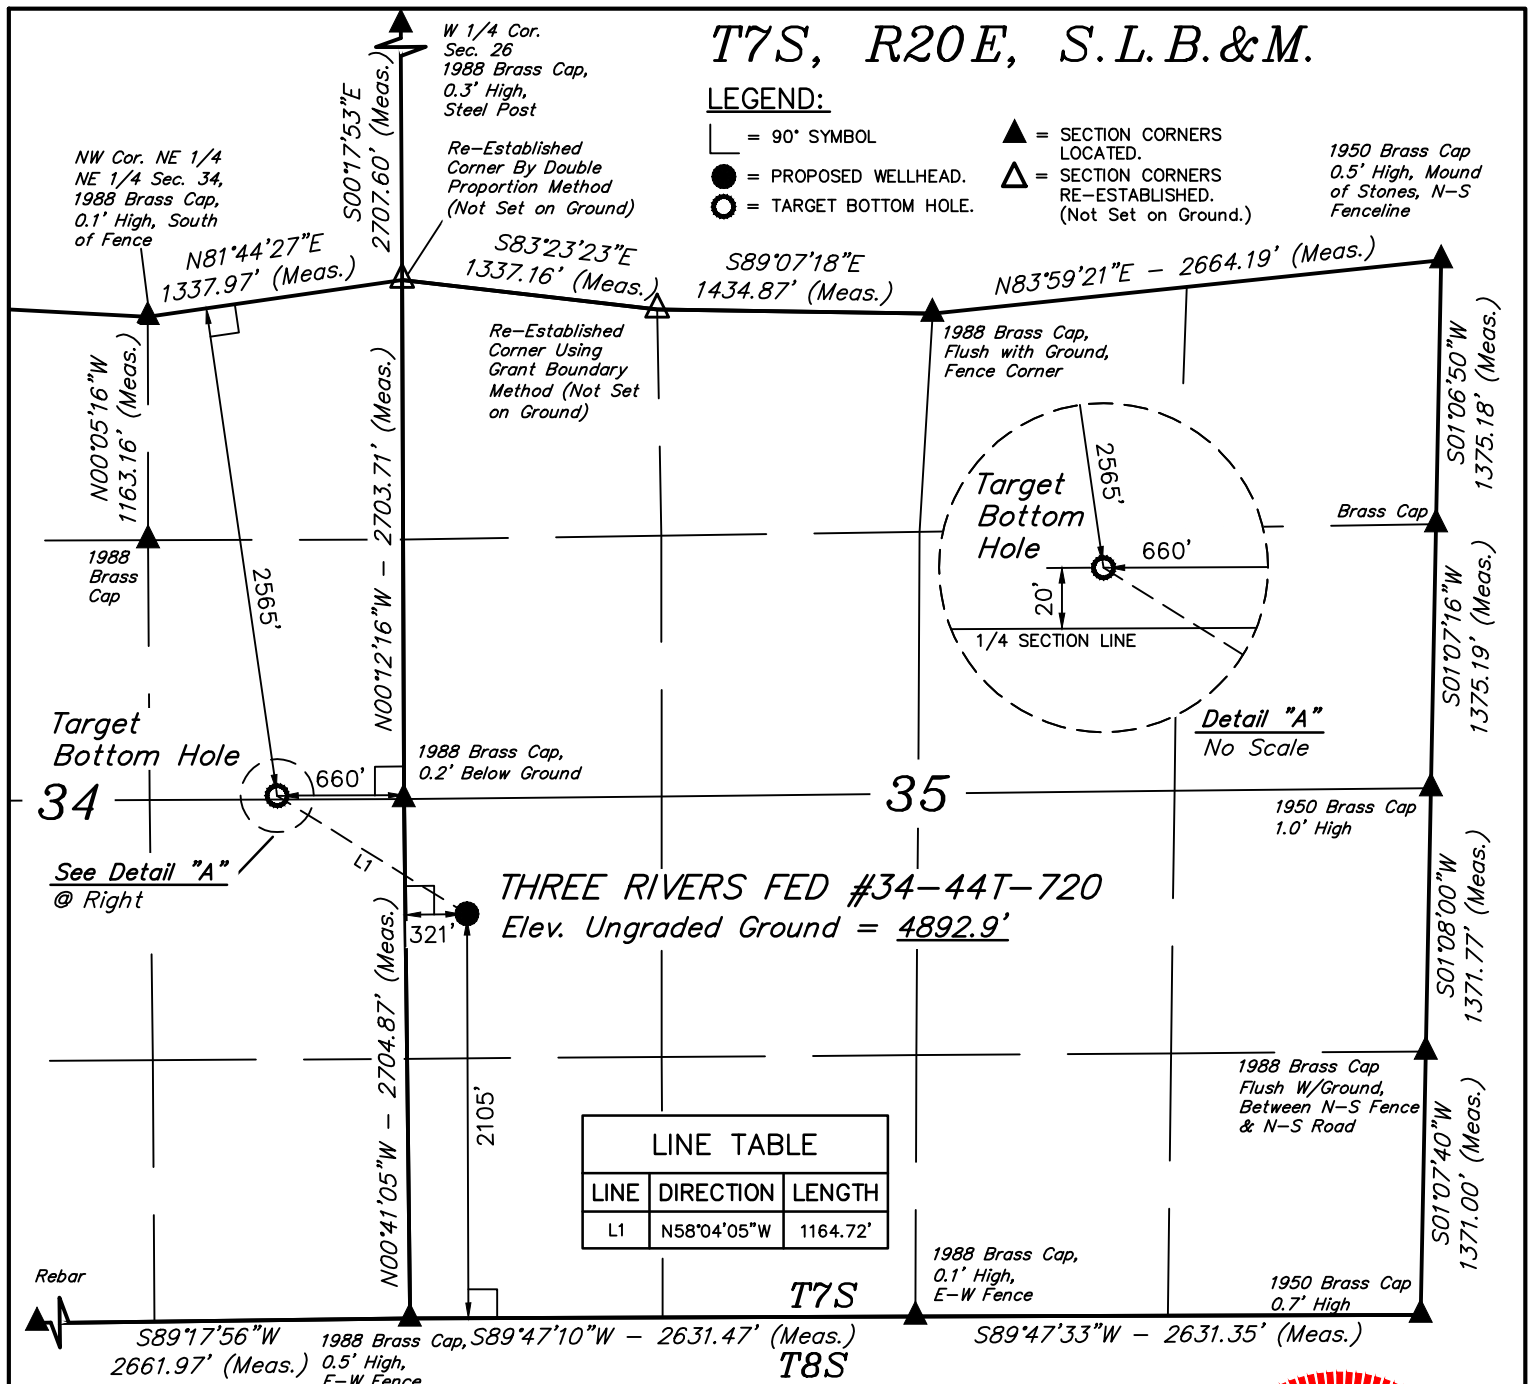 T7S, R20E, S.L.B.&M.
LEGEND:
= 90° SYMBOL
= PROPOSED WELLHEAD.
= TARGET BOTTOM HOLE.
= SECTION CORNERS
LOCATED.
= SECTION CORNERS
RE-ESTABLISHED.
(Not Set on Ground.)
W 1/4 Cor.
Sec. 26
1988 Brass Cap,
0.3' High,
Steel Post
S00°17'53"E
2707.60' (Meas.)
Re-Established
Corner By Double
Proportion Method
(Not Set on Ground)
NW Cor. NE 1/4
NE 1/4 Sec. 34,
1988 Brass Cap,
0.1' High, South
of Fence
1950 Brass Cap
0.5' High, Mound
of Stones, N-S
Fenceline
N81°44'27"E
1337.97' (Meas.)
S83°23'23"E
1337.16' (Meas.)
S89°07'18"E
1434.87' (Meas.)
N83°59'21"E - 2664.19' (Meas.)
Re-Established
Corner Using
Grant Boundary
Method (Not Set
on Ground)
1988 Brass Cap,
Flush with Ground,
Fence Corner
N00°05'16"W
1163.16' (Meas.)
N00°12'16"W - 2703.71' (Meas.)
S01°06'50"W
1375.18' (Meas.)
1988
Brass
Cap
2565'
Target
Bottom
Hole
2565'
660'
20'
1/4 SECTION LINE
Detail "A"
No Scale
Brass Cap
S01°07'16"W
1375.19' (Meas.)
Target
Bottom Hole
660'
1988 Brass Cap,
0.2' Below Ground
34
35
1950 Brass Cap
1.0' High
See Detail "A"
@ Right
L1
THREE RIVERS FED #34-44T-720
Elev. Ungraded Ground = 4892.9'
321'
S01°08'00"W
1371.77' (Meas.)
N00°41'05"W - 2704.87' (Meas.)
2105'
1988 Brass Cap
Flush W/Ground,
Between N-S Fence
& N-S Road
LINE TABLE
LINE DIRECTION LENGTH
L1 N58°04'05"W 1164.72'
S01°07'40"W
1371.00' (Meas.)
Rebar
1988 Brass Cap,
0.1' High,
E-W Fence
1950 Brass Cap
0.7' High
T7S
S89°17'56"W
2661.97' (Meas.)
1988 Brass Cap,
0.5' High,
E-W Fence
S89°47'10"W - 2631.47' (Meas.)
S89°47'33"W - 2631.35' (Meas.)
T8S